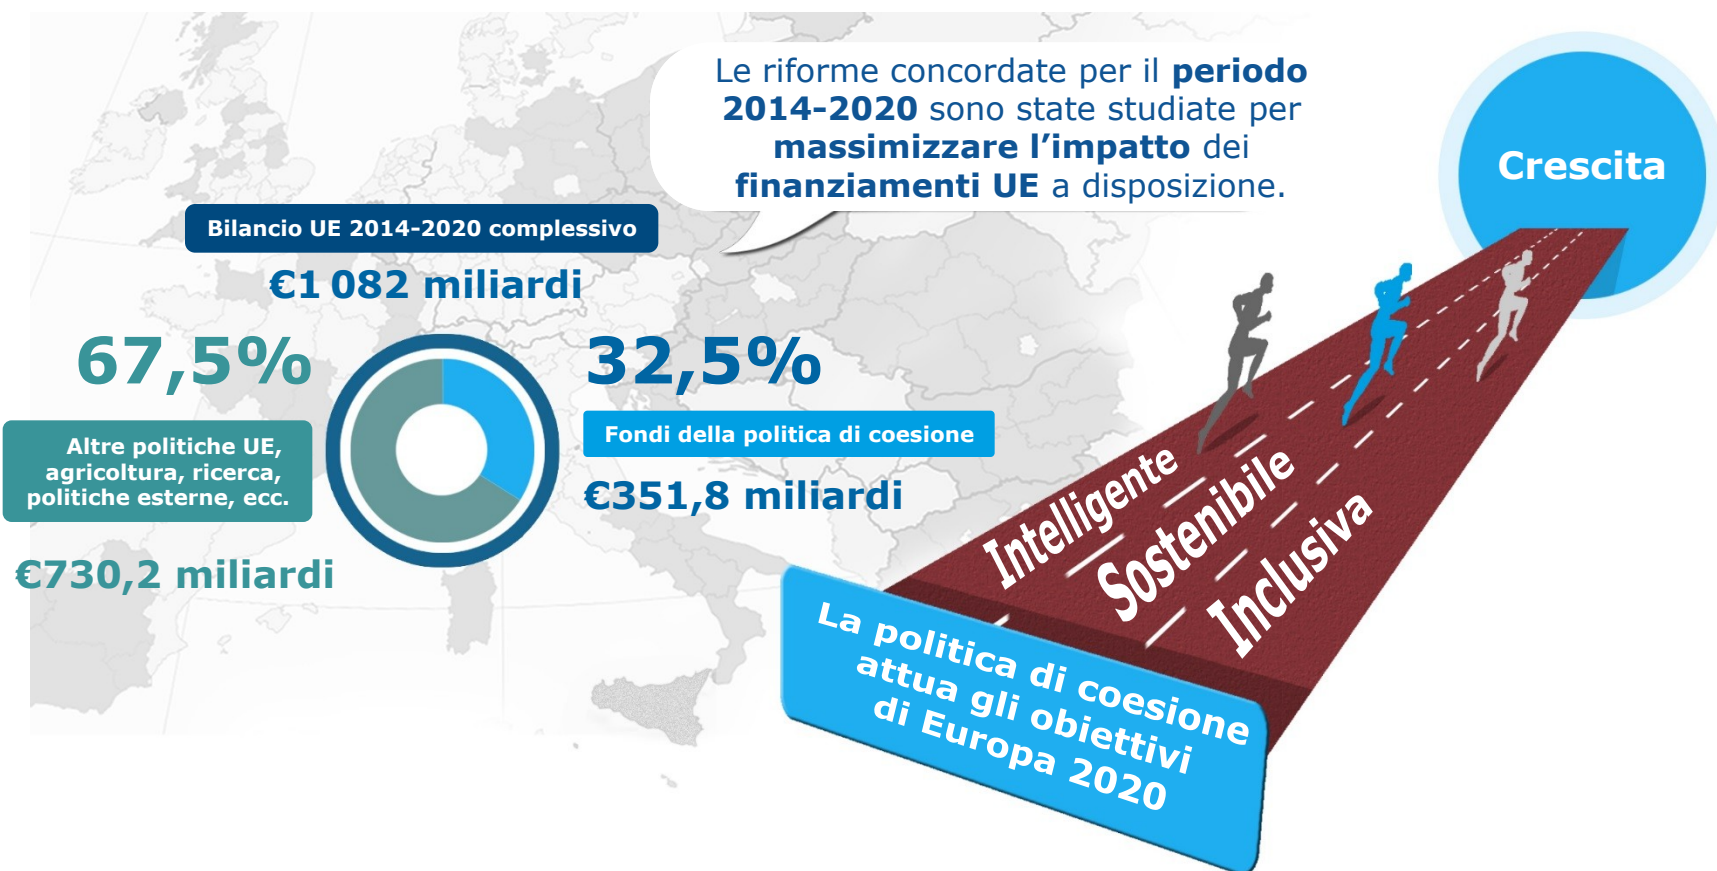 Le riforme concordate per il periodo
2014-2020 sono state studiate per
massimizzare l’impatto dei
finanziamenti UE a disposizione.
Crescita
Bilancio UE 2014-2020 complessivo
€1 082 miliardi
67,5%
Altre politiche UE,
agricoltura, ricerca,
politiche esterne, ecc.
€730,2 miliardi
32,5%
Fondi della politica di coesione
€351,8 miliardi
Intelligente
Sostenibile
Inclusiva
La politica di coesione
attua gli obiettivi
di Europa 2020